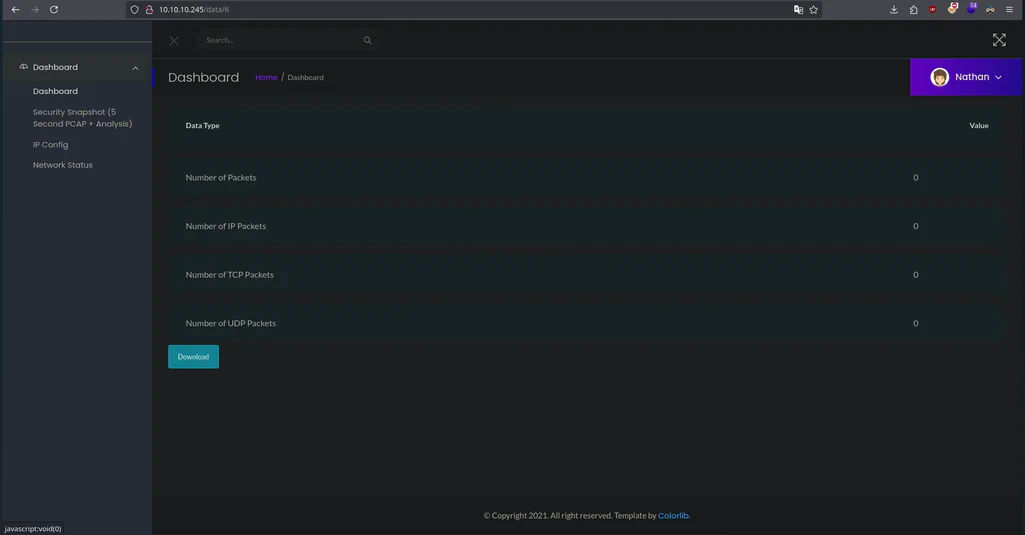 10.10.10.245/data/6
14
Search...
Dashboard
Dashboard
Home / Dashboard
Nathan
Dashboard
Security Snapshot (5
Second PCAP + Analysis)
IP Config
Network Status
Data Type Value
Number of Packets 0
Number of IP Packets 0
Number of TCP Packets 0
Number of UDP Packets 0
Download
© Copyright 2021. All right reserved. Template by Colorlib.
javascript:void(0)